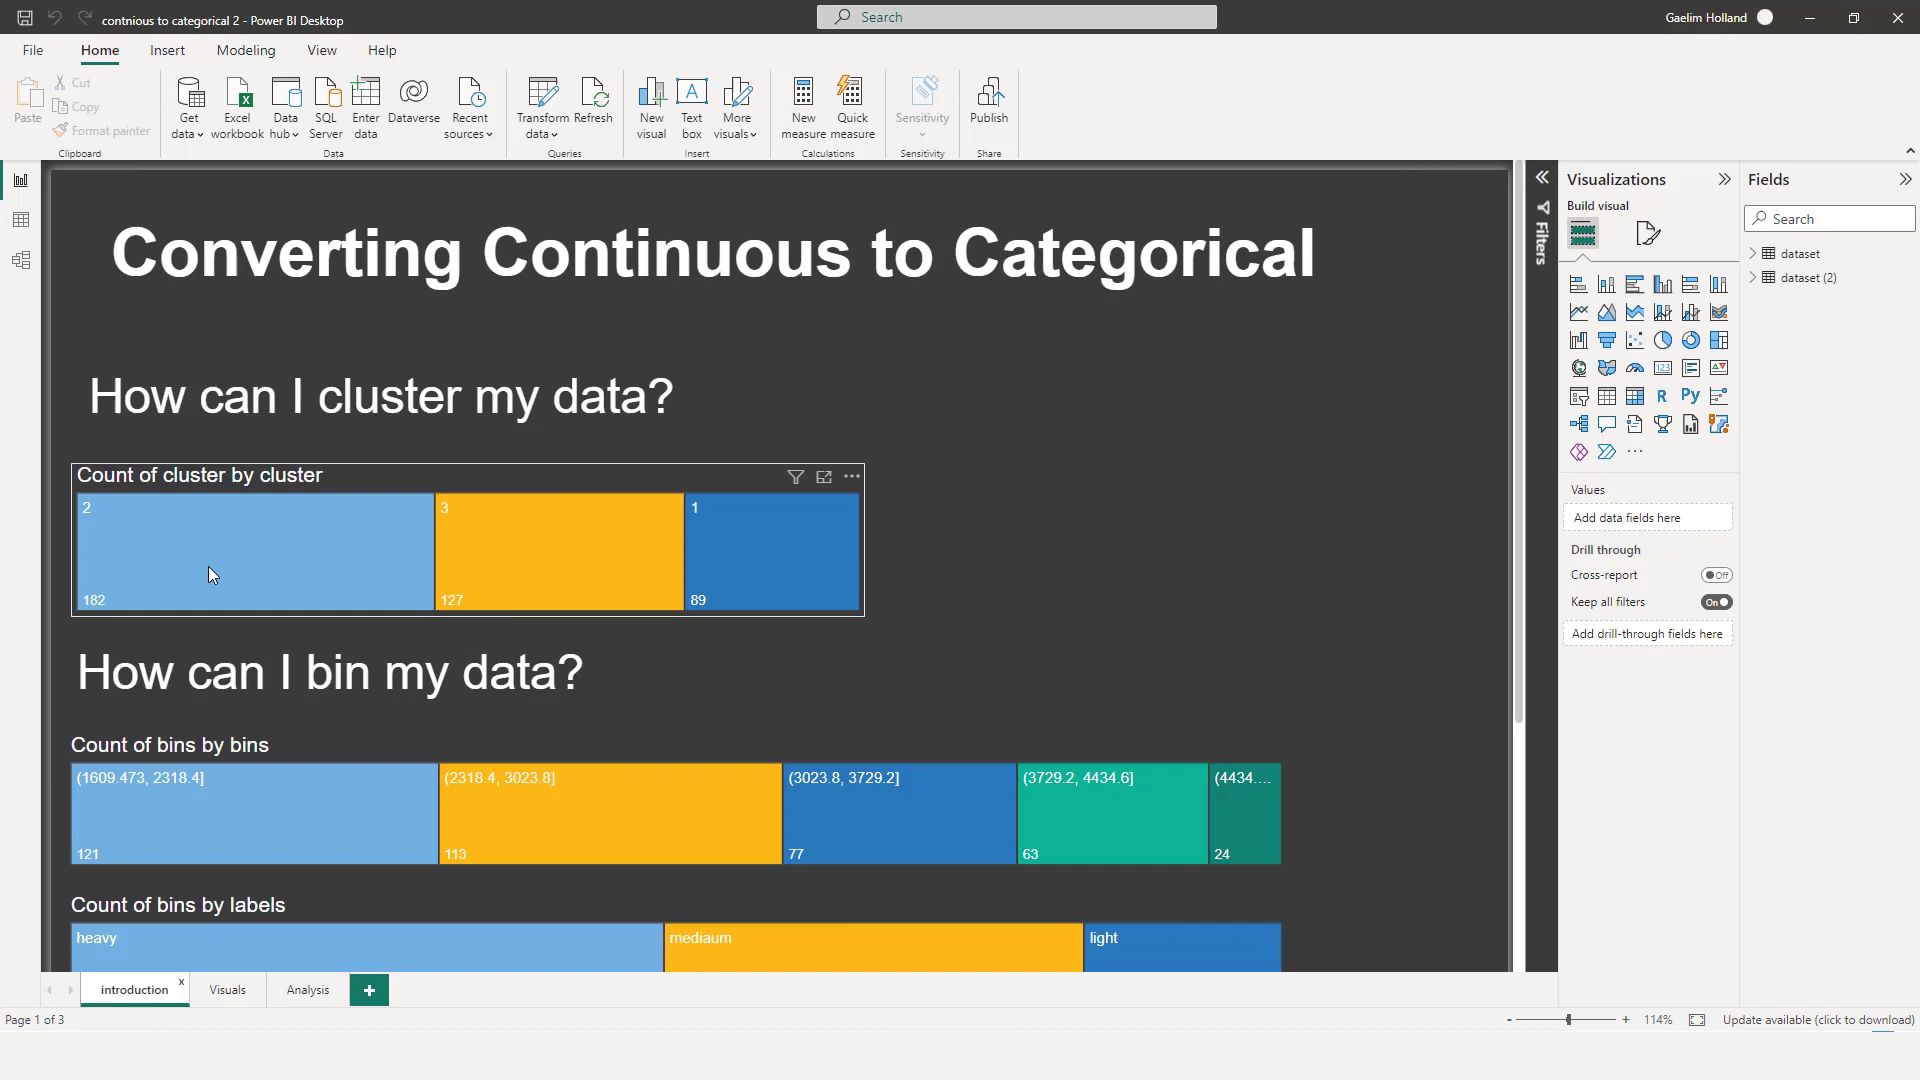 contnious to categorical 2 - Power BI Desktop
Search
Gaelim Holland
File Home Insert Modeling View Help
Paste
Cut
Copy
Format painter
Clipboard
Get data
Excel workbook
Data hub
SQL Server
Enter data
Dataverse
Recent sources
Data
Transform data
Refresh
Queries
New visual
Text box
More visuals
Insert
New measure
Quick measure
Calculations
Sensitivity
Sensitivity
Publish
Share
Converting Continuous to Categorical
How can I cluster my data?
Count of cluster by cluster
2 3 1
182 127 89
How can I bin my data?
Count of bins by bins
(1609.473, 2318.4] (2318.4, 3023.8] (3023.8, 3729.2] (3729.2, 4434.6] (4434....
121 113 77 63 24
Count of bins by labels
heavy mediaum light
Filters
Visualizations
Build visual
123
R Py
Values
Add data fields here
Drill through
Cross-report Off
Keep all filters On
Add drill-through fields here
Fields
Search
dataset
dataset (2)
introduction x Visuals Analysis +
Page 1 of 3
- + 114%
Update available (click to download)